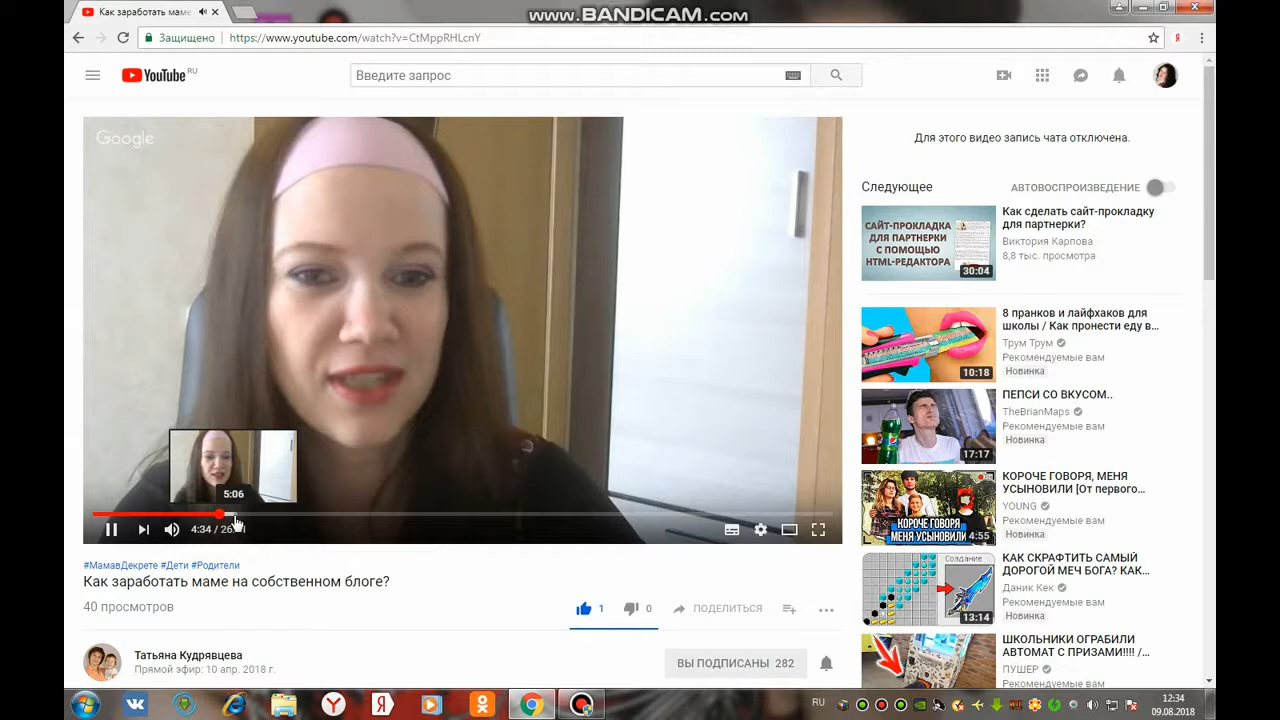 www.BANDICAM.com
Как заработать маме
Защищено
https://www.youtube.com/watch?v=CtMppRHLcnY
YouTube RU
Введите запрос
Google
Для этого видео запись чата отключена.
Следующее
АВТОВОСПРОИЗВЕДЕНИЕ
САЙТ-ПРОКЛАДКА
ДЛЯ ПАРТНЕРКИ
С ПОМОЩЬЮ
HTML-РЕДАКТОРА
30:04
Как сделать сайт-прокладку
для партнерки?
Виктория Карпова
8,8 тыс. просмотра
10:18
8 пранков и лайфхаков для
школы / Как пронести еду в...
Трум Трум
Рекомендуемые вам
Новинка
17:17
ПЕПСИ СО ВКУСОМ..
TheBrianMaps
Рекомендуемые вам
Новинка
КОРОЧЕ ГОВОРЯ,
МЕНЯ УСЫНОВИЛИ
4:55
КОРОЧЕ ГОВОРЯ, МЕНЯ
УСЫНОВИЛИ [От первого...
YOUNG
Рекомендуемые вам
Новинка
Создание
13:14
КАК СКРАФТИТЬ САМЫЙ
ДОРОГОЙ МЕЧ БОГА? КАК...
Даник Кек
Рекомендуемые вам
Новинка
ШКОЛЬНИКИ ОГРАБИЛИ
АВТОМАТ С ПРИЗАМИ!!!! /...
ПУШЕР
Рекомендуемые вам
5:06
4:34 / 26
#МамавДекрете #Дети #Родители
Как заработать маме на собственном блоге?
40 просмотров
1
0
ПОДЕЛИТЬСЯ
Татьяна Кудрявцева
Прямой эфир: 10 апр. 2018 г.
ВЫ ПОДПИСАНЫ 282
RU
12:34
09.08.2018